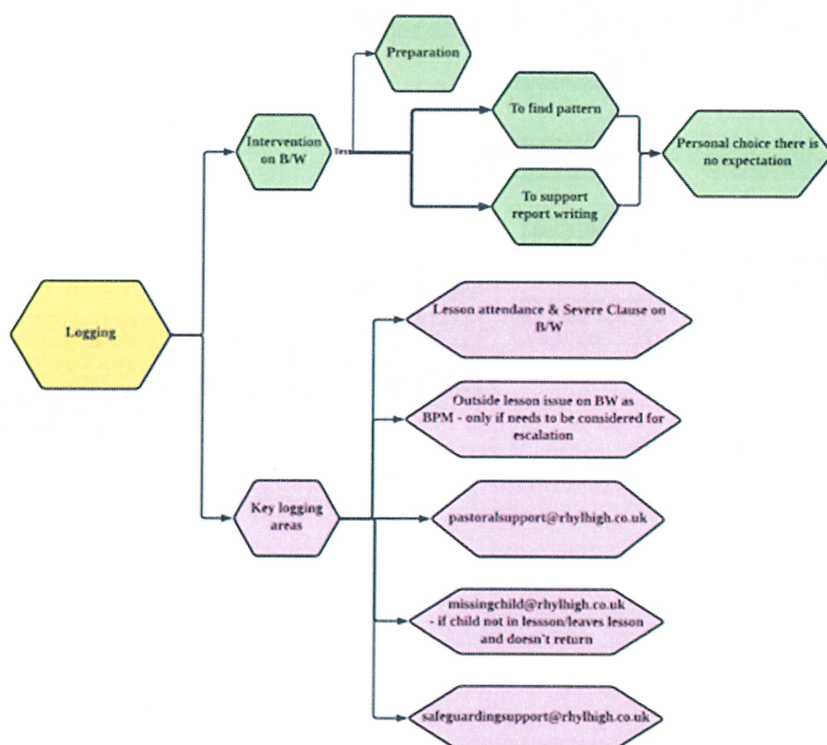 Preparation
To find pattern
Intervention
on B/W
Text
Personal choice there is
no expectation
To support
report writing
Logging
Lesson attendance & Severe Clause on
B/W
Outside lesson issue on BW as
BPM - only if needs to be considered for
escalation
Key logging
areas
pastoralsupport@rhylhigh.co.uk
missingchild@rhylhigh.co.uk
- if child not in lessson/leaves lesson
and doesn't return
safeguardingsupport@rhylhigh.co.uk